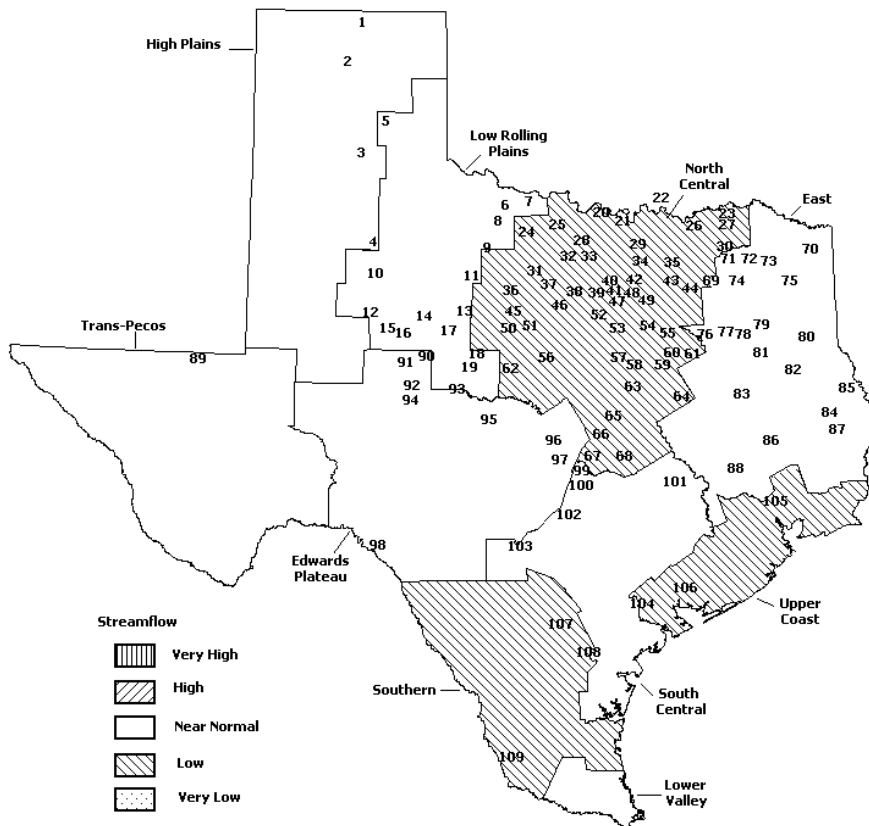 1
High Plains
2
5
3
Low Rolling
Plains
North
Central
East
6 7 22
8 20 21 23
24 25 26 27
4 28 29 30 70
9 32 33 34 35 71 72 73
10 11 31 37 40 42 43 69 74 75
36 38 39 41 48 44
12 13 45 46 47 49
14 52
15 16 17 50 51 53 54 55 76 77 78 79 80
Trans-Pecos
89 91 90 18 56 57 60 61 81
19 62 58 59 82
92 93 63 64 83 85
94
95 65 84
96 66 86 87
97 67 68
99 88
100 101
102 105
98 103
Edwards
Plateau
104 106
Upper
Coast
107
Streamflow
Very High
108
High
Southern
South
Central
Near Normal
109
Low
Lower
Valley
Very Low